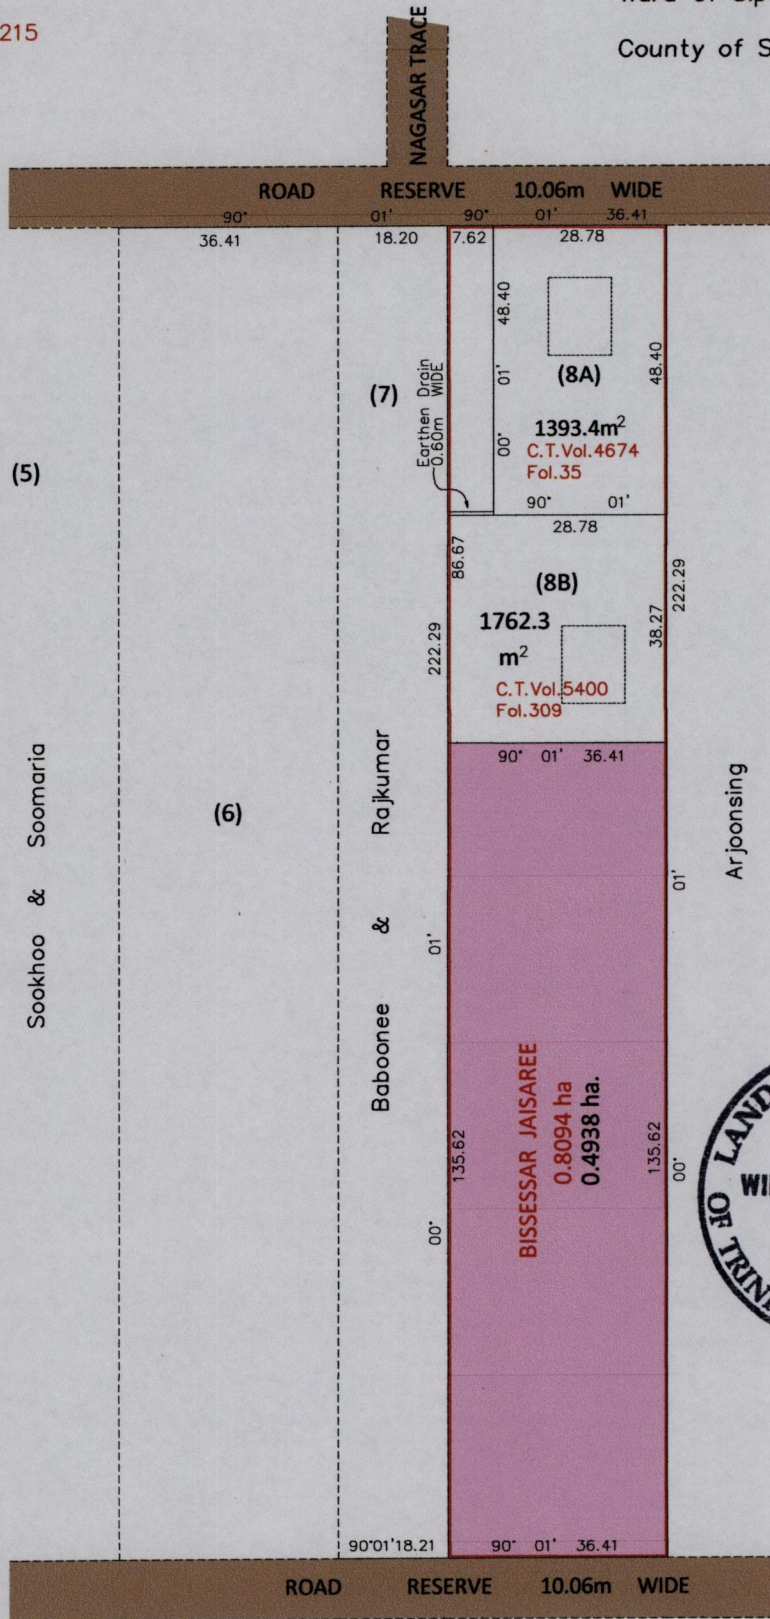 215
County of S
NAGASAR TRACE
ROAD RESERVE 10.06m WIDE
90° 01' 90° 01' 36.41
36.41 18.20 7.62 28.78
48.40
01'
00°
48.40
(8A)
1393.4m²
C.T.Vol.4674
Fol.35
90° 01'
28.78
(7)
Earthen Drain
0.60m WIDE
(5)
86.67
(8B)
1762.3
m²
C.T.Vol.5400
Fol.309
38.27
222.29
222.29
90° 01' 36.41
(6)
Sookhoo & Soomaria
Baboonee & Rajkumar
Arjoonsing
01'
01'
BISSESSAR JAISAREE
0.8094 ha
0.4938 ha.
135.62
135.62
00°
00°
LAND
WI
OF TRIN
90°01'18.21 90° 01' 36.41
ROAD RESERVE 10.06m WIDE